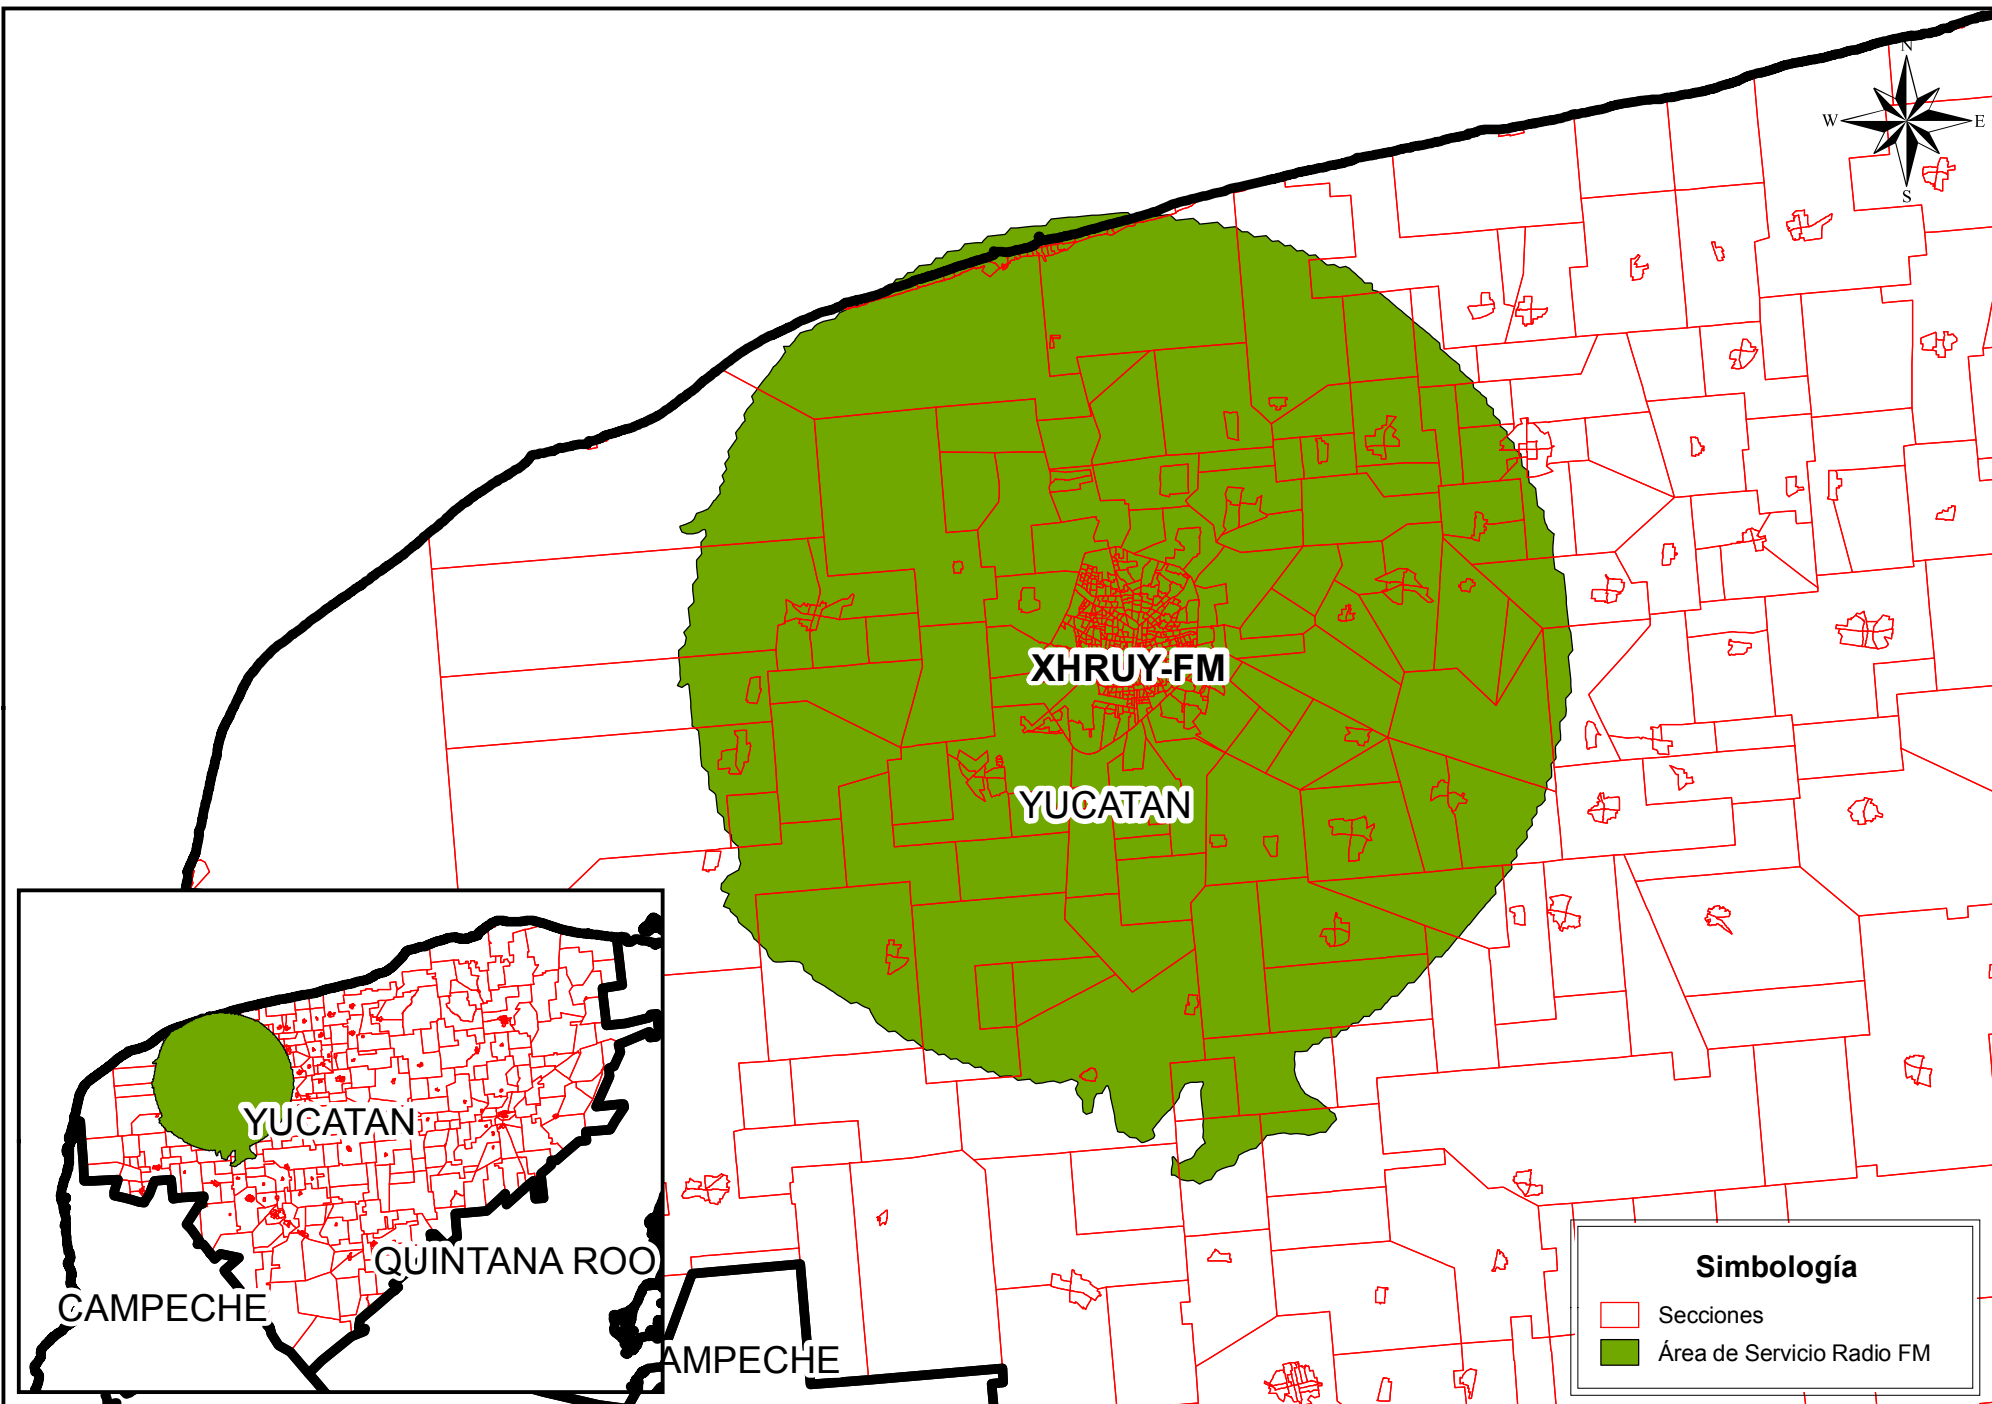 N
W
E
S
XHRUY-FM
YUCATAN
YUCATAN
QUINTANA ROO
CAMPECHE
AMPECHE
Simbología
Secciones
Área de Servicio Radio FM